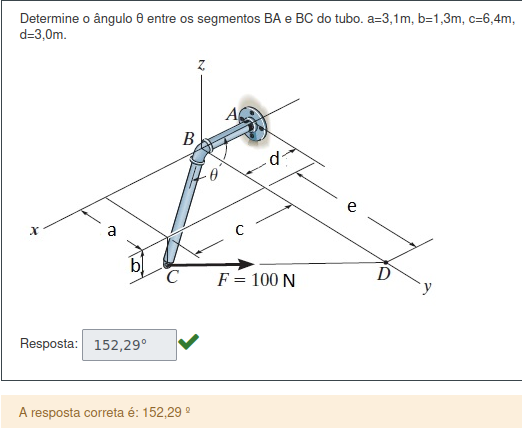 Determine o ângulo θ entre os segmentos BA e BC do tubo. a=3,1m, b=1,3m, c=6,4m,
d=3,0m.
z
A
B
d
θ
e
x
a
c
b
C
F = 100 N
D
y
Resposta: 152,29°
A resposta correta é: 152,29 º